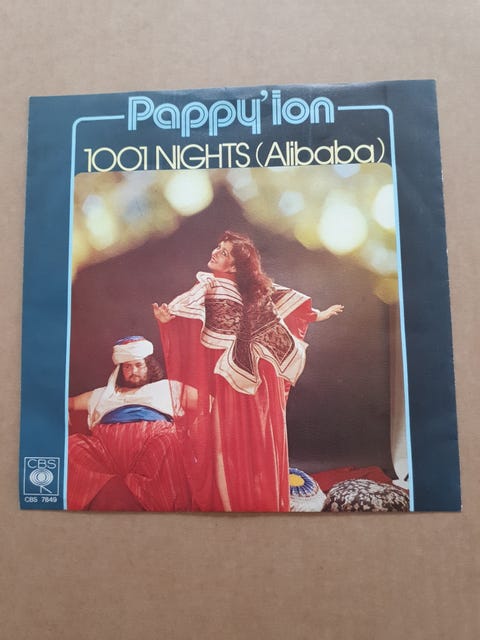 Pappy'ion
1001 NIGHTS (Alibaba)
CBS
CBS 7849